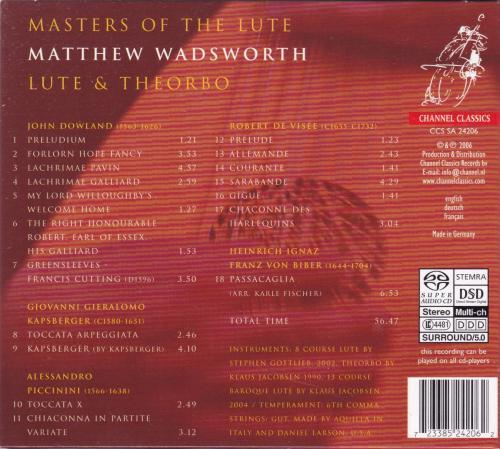 MASTERS OF THE LUTE
MATTHEW WADSWORTH
LUTE & THEORBO
JOHN DOWLAND (1563-1626)
1 PRELUDIUM 1.21
2 FORLORN HOPE FANCY 3.53
3 LACHRIMAE PAVIN 4.57
4 LACHRIMAE GALLIARD 2.59
5 MY LORD WILLOUGHBY'S
WELCOME HOME 1.27
6 THE RIGHT HONOURABLE
ROBERT, EARL OF ESSEX,
HIS GALLIARD 1.53
7 GREENSLEEVES -
FRANCIS CUTTING (D1596) 3.50
GIOVANNI GIERALOMO
KAPSBERGER (C1580-1651)
8 TOCCATA ARPEGGIATA 2.46
9 KAPSBERGER (BY KAPSBERGER) 4.10
ALESSANDRO
PICCININI (1566-1638)
10 TOCCATA X 2.49
11 CHIACONNA IN PARTITE
VARIATE 3.12
ROBERT DE VISÉE (C1655-C1732)
12 PRÉLUDE 1.23
13 ALLEMANDE 2.43
14 COURANTE 1.41
15 SARABANDE 4.29
16 GIGUE 1.41
17 CHACONNE DES
HARLEQUINS 3.04
HEINRICH IGNAZ
FRANZ VON BIBER (1644-1704)
18 PASSACAGLIA
(ARR. KARLE FISCHER) 6.53
TOTAL TIME 56.47
INSTRUMENTS: 8 COURSE LUTE BY
STEPHEN GOTTLIEB, 2002, THEORBO BY
KLAUS JACOBSEN 1990, 13 COURSE
BAROQUE LUTE BY KLAUS JACOBSEN,
2004 / TEMPERAMENT: 6TH COMMA
STRINGS: GUT, MADE BY AQUILLA IN
ITALY AND DANIEL LARSON, U.S.A.
CHANNEL CLASSICS
CCS SA 24206
©& ℗ 2006
Production & Distribution
Channel Classics Records bv
E-mail: info@channel.nl
www.channelclassics.com
english
deutsch
français
Made in Germany
SUPER AUDIO CD
STEMRA
DSD
Direct Stream Digital
Stereo
Multi-ch
LC 4481
DDD
SURROUND/5.0
this recording can be
played on all cd-players
7 23385 24206 2